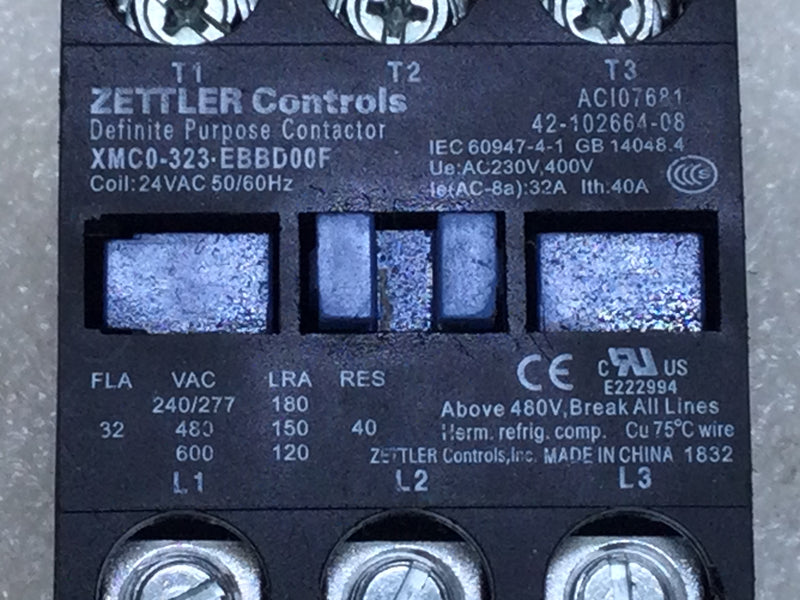 T1 T2 T3
ZETTLER Controls
Definite Purpose Contactor
XMC0-323-EBBD00F
Coil:24VAC 50/60Hz
ACI07681
42-102664-08
IEC 60947-4-1 GB 14048.4
Ue:AC230V,400V
Ie(AC-8a):32A Ith:40A
CCC
FLA VAC LRA RES
240/277 180
32 480 150 40
600 120
CE c UR US
E222994
Above 480V,Break All Lines
Herm. refrig. comp. Cu 75°C wire
ZETTLER Controls,Inc. MADE IN CHINA 1832
L1 L2 L3